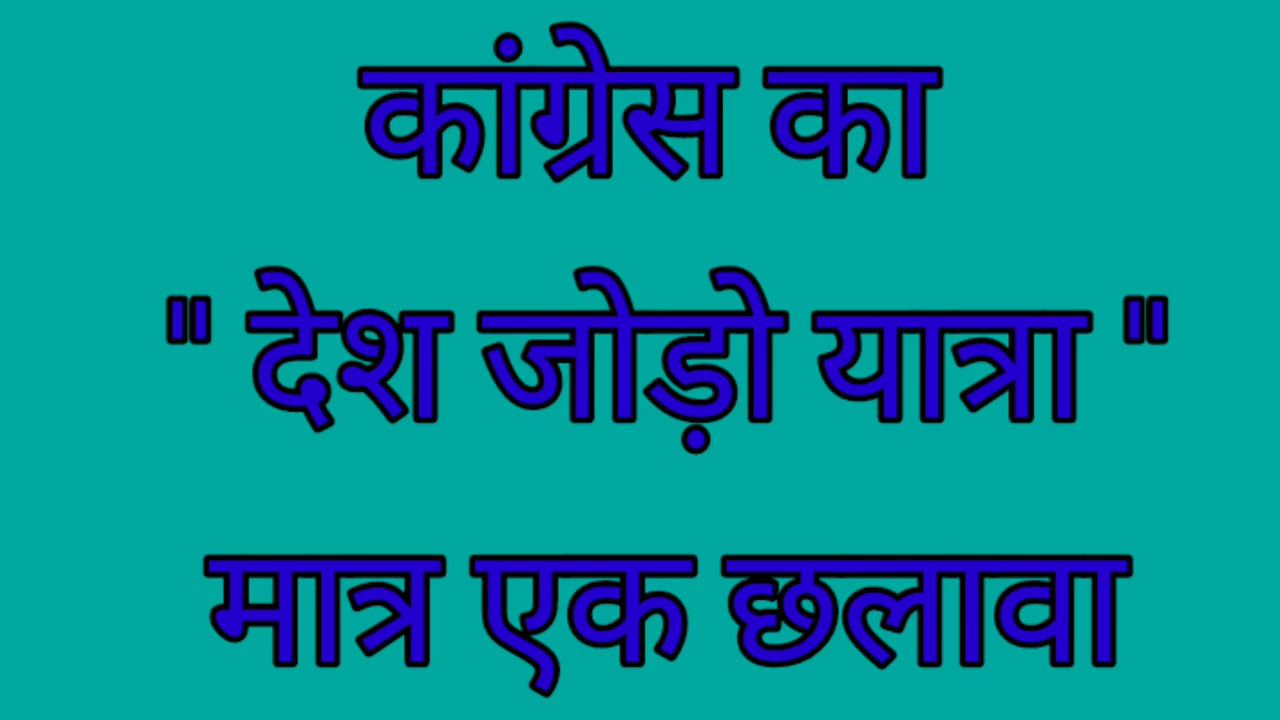 कांग्रेस का
" देश जोड़ो यात्रा "
मात्र एक छलावा